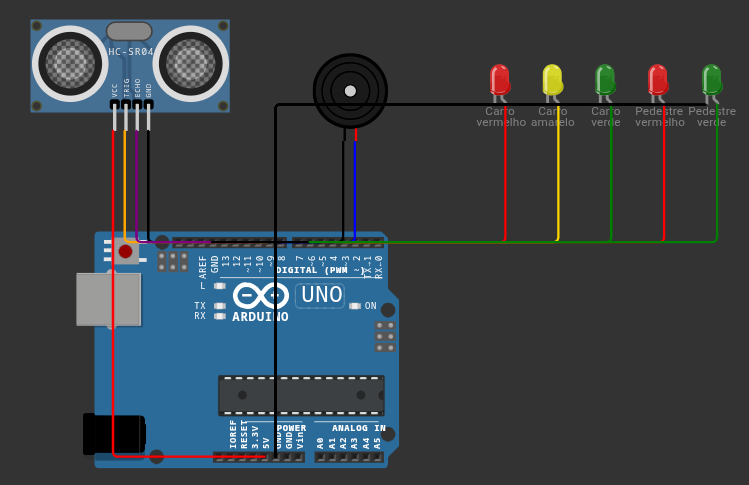 HC-SR04
VCC
TRIG
ECHO
GND
Carro vermelho
Carro amarelo
Carro verde
Pedestre vermelho
Pedestre verde
AREF
GND
13
12
~11
~10
~9
8
7
~6
~5
4
~3
~2
TX→1
RX←0
DIGITAL (PWM ~)
L
TX
RX
ARDUINO
UNO
ON
IOREF
RESET
3.3V
5V
GND
GND
Vin
POWER
ANALOG IN
A0
A1
A2
A3
A4
A5